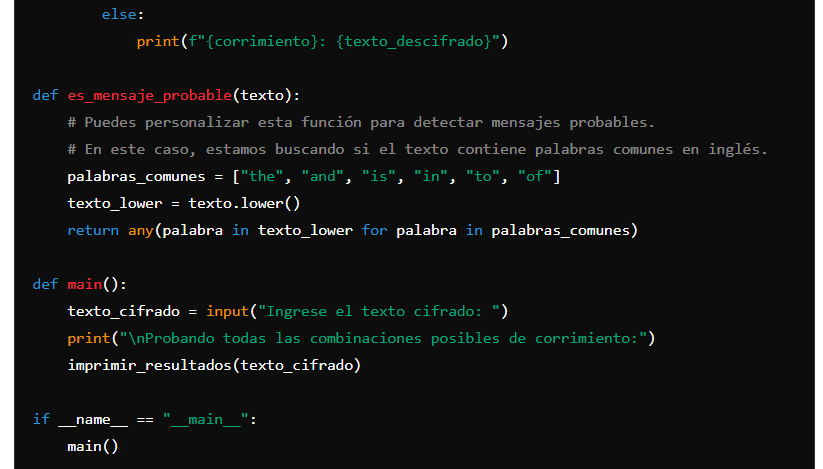 else:
print(f"{corrimiento}: {texto_descifrado}")
def es_mensaje_probable(texto):
# Puedes personalizar esta función para detectar mensajes probables.
# En este caso, estamos buscando si el texto contiene palabras comunes en inglés.
palabras_comunes = ["the", "and", "is", "in", "to", "of"]
texto_lower = texto.lower()
return any(palabra in texto_lower for palabra in palabras_comunes)
def main():
texto_cifrado = input("Ingrese el texto cifrado: ")
print("\nProbando todas las combinaciones posibles de corrimiento:")
imprimir_resultados(texto_cifrado)
if __name__ == "__main__":
main()